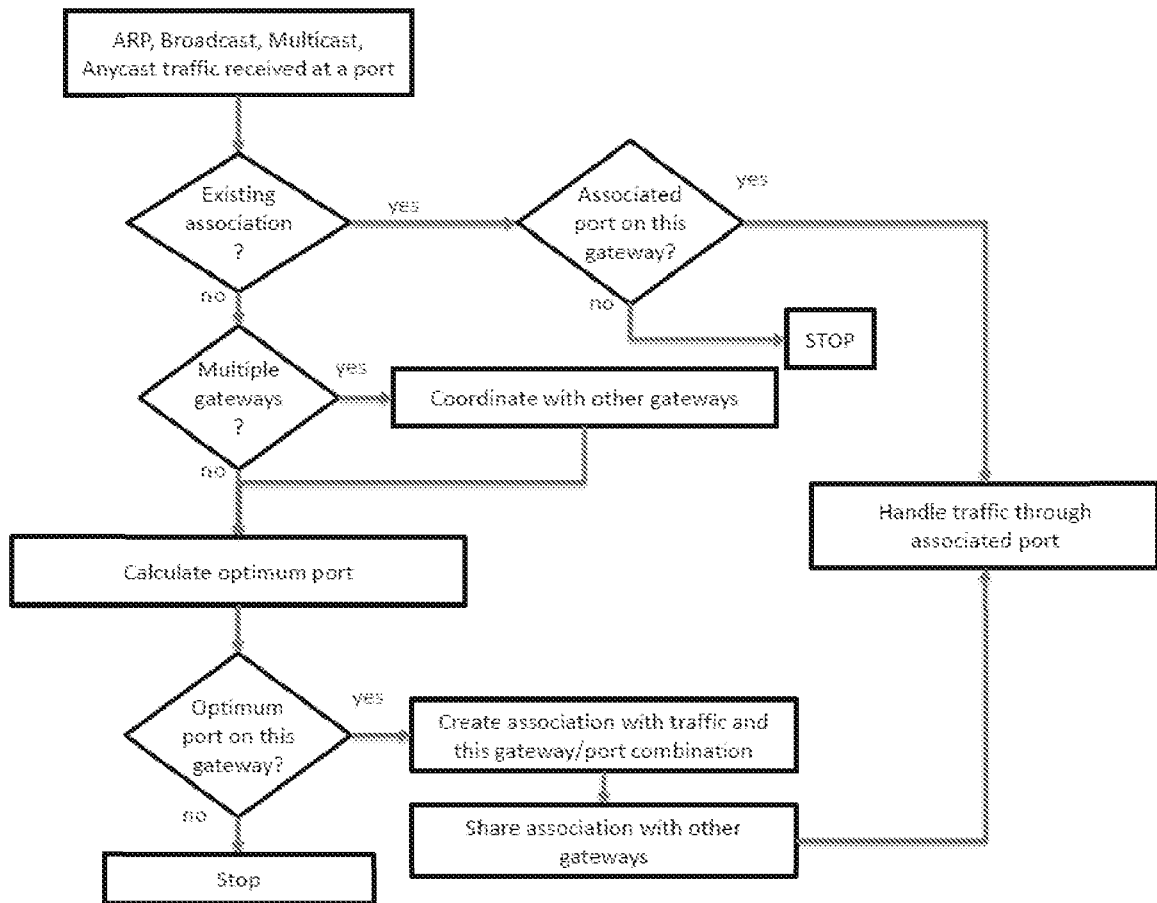 ARP, Broadcast, Multicast,
Anycast traffic received at a port
Existing
association
?
yes
Associated
port on this
gateway?
yes
no
no
STOP
Multiple
gateways
?
yes
Coordinate with other gateways
no
Handle traffic through
associated port
Calculate optimum port
Optimum
port on this
gateway?
yes
Create association with traffic and
this gateway/port combination
no
Share association with other
gateways
Stop